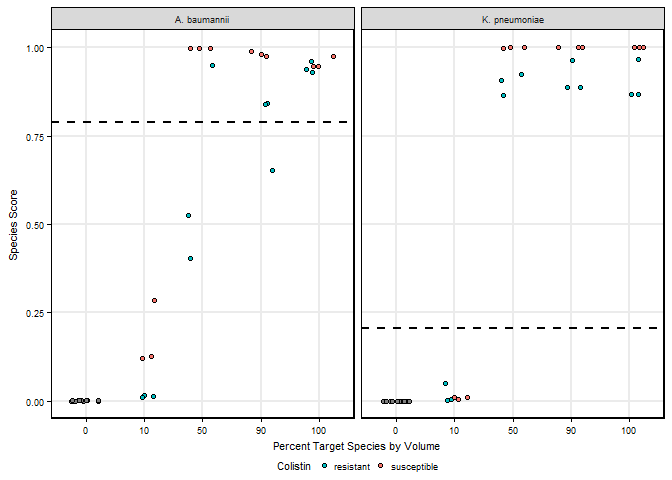 A. baumannii K. pneumoniae
1.00
0.75
0.50
0.25
0.00
Species Score
0 10 50 90 100 0 10 50 90 100
Percent Target Species by Volume
Colistin resistant susceptible